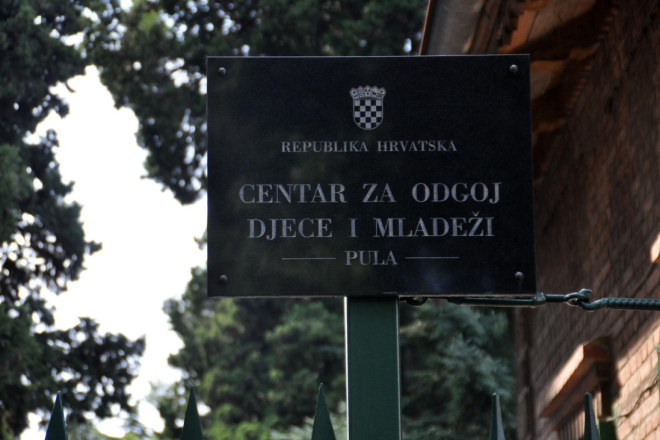 REPUBLIKA HRVATSKA
CENTAR ZA ODGOJ
DJECE I MLADEŽI
PULA